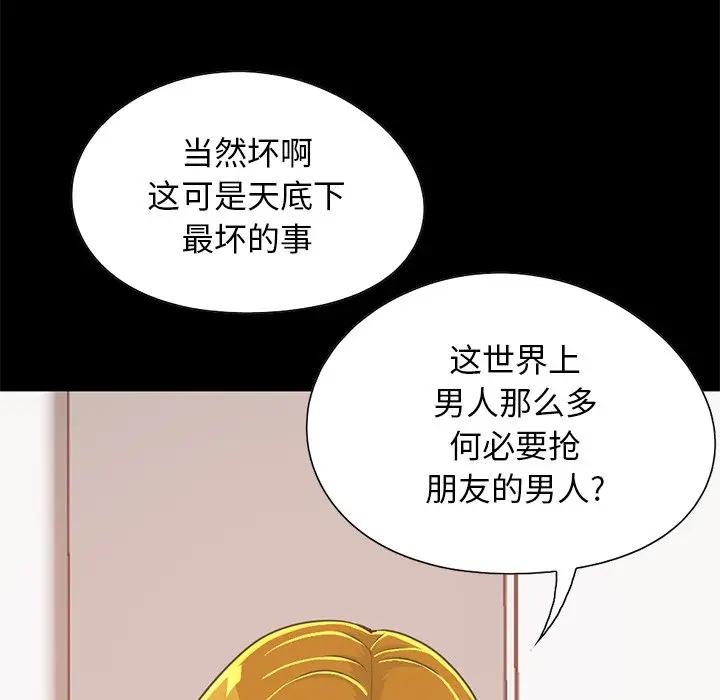 当然坏啊
这可是天底下
最坏的事
这世界上
男人那么多
何必要抢
朋友的男人?